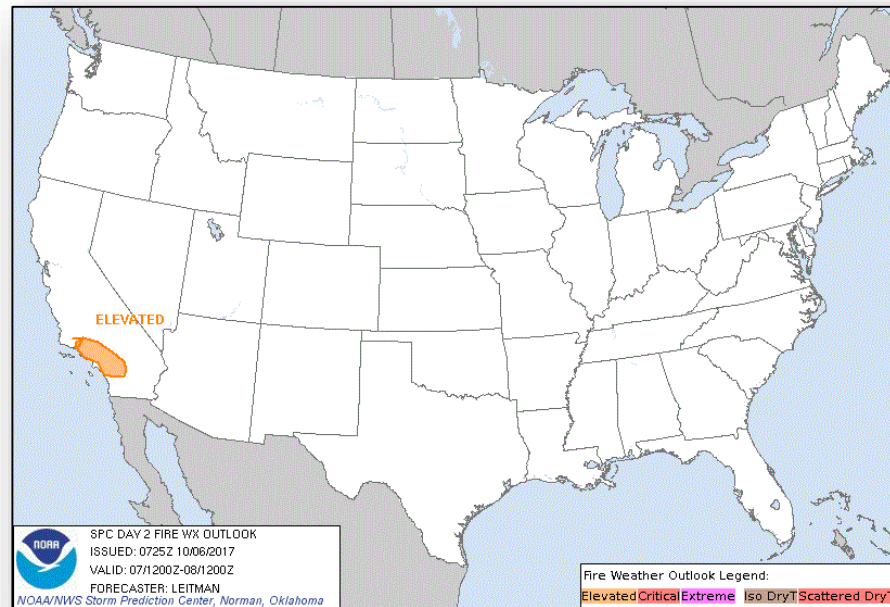 ELEVATED
NOAA
SPC DAY 2 FIRE WX OUTLOOK
ISSUED: 0725Z 10/06/2017
VALID: 07/1200Z-08/1200Z
FORECASTER: LEITMAN
NOAA/NWS Storm Prediction Center, Norman, Oklahoma
Fire Weather Outlook Legend:
Elevated Critical Extreme Iso DryT Scattered DryT